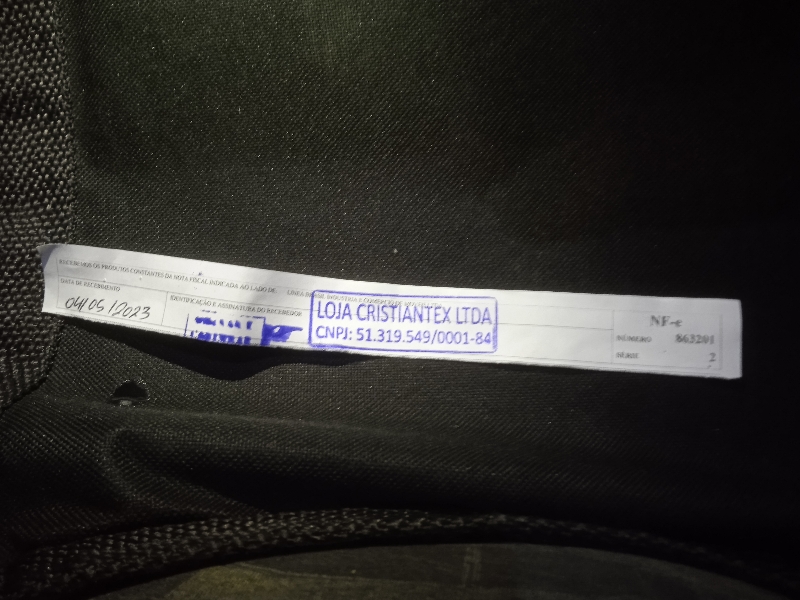 RECEBEMOS OS PRODUTOS CONSTANTES DA NOTA FISCAL INDICADA AO LADO DE
DATA DE RECEBIMENTO
04/05/2023
IDENTIFICAÇÃO E ASSINATURA DO RECEBEDOR
LOJA CRISTIANTEX LTDA
CNPJ: 51.319.549/0001-84
NF-e
NÚMERO 863201
SÉRIE 2